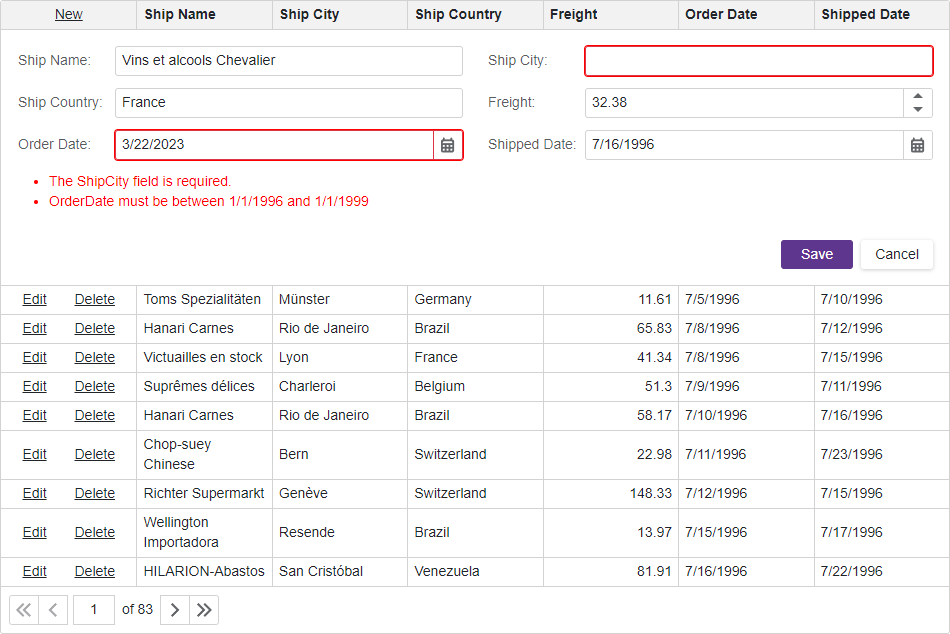 New Ship Name Ship City Ship Country Freight Order Date Shipped Date
Ship Name: Vins et alcools Chevalier Ship City:
Ship Country: France Freight: 32.38
Order Date: 3/22/2023 Shipped Date: 7/16/1996
• The ShipCity field is required.
• OrderDate must be between 1/1/1996 and 1/1/1999
Save Cancel
Edit Delete Toms Spezialitäten Münster Germany 11.61 7/5/1996 7/10/1996
Edit Delete Hanari Carnes Rio de Janeiro Brazil 65.83 7/8/1996 7/12/1996
Edit Delete Victuailles en stock Lyon France 41.34 7/8/1996 7/15/1996
Edit Delete Suprêmes délices Charleroi Belgium 51.3 7/9/1996 7/11/1996
Edit Delete Hanari Carnes Rio de Janeiro Brazil 58.17 7/10/1996 7/16/1996
Edit Delete Chop-suey Chinese Bern Switzerland 22.98 7/11/1996 7/23/1996
Edit Delete Richter Supermarkt Genève Switzerland 148.33 7/12/1996 7/15/1996
Edit Delete Wellington Importadora Resende Brazil 13.97 7/15/1996 7/17/1996
Edit Delete HILARION-Abastos San Cristóbal Venezuela 81.91 7/16/1996 7/22/1996
1 of 83